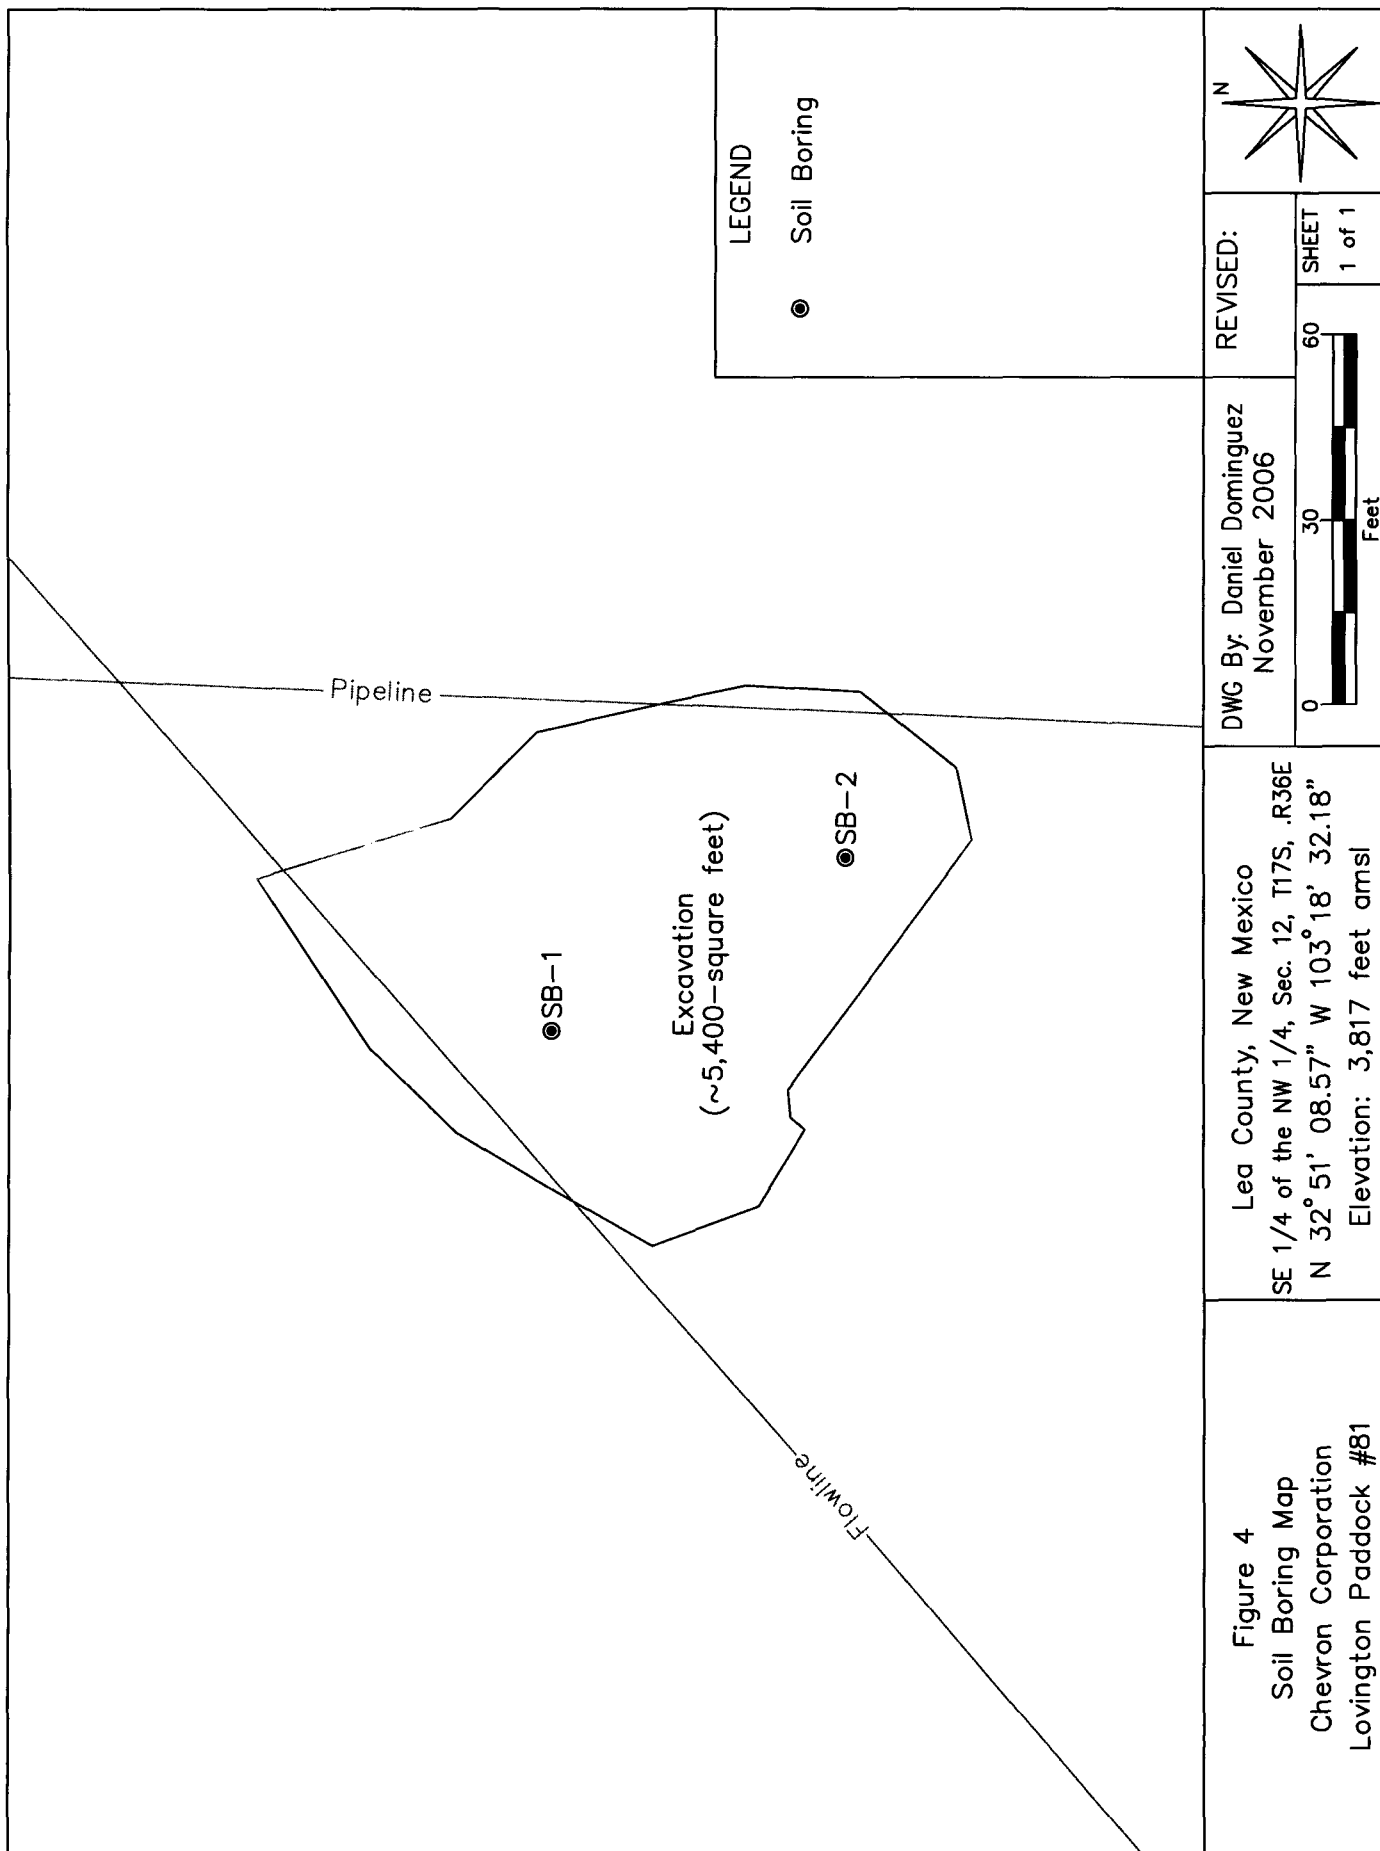 Pipeline
Flowline
SB-1
SB-2
Excavation
(~5,400-square feet)
LEGEND
Soil Boring
Figure 4
Soil Boring Map
Chevron Corporation
Lovington Paddock #81
Lea County, New Mexico
SE 1/4 of the NW 1/4, Sec. 12, T17S, .R36E
N 32° 51' 08.57" W 103° 18' 32.18"
Elevation: 3,817 feet amsl
DWG By: Daniel Dominguez
November 2006
REVISED:
0 30 60
Feet
SHEET
1 of 1
N